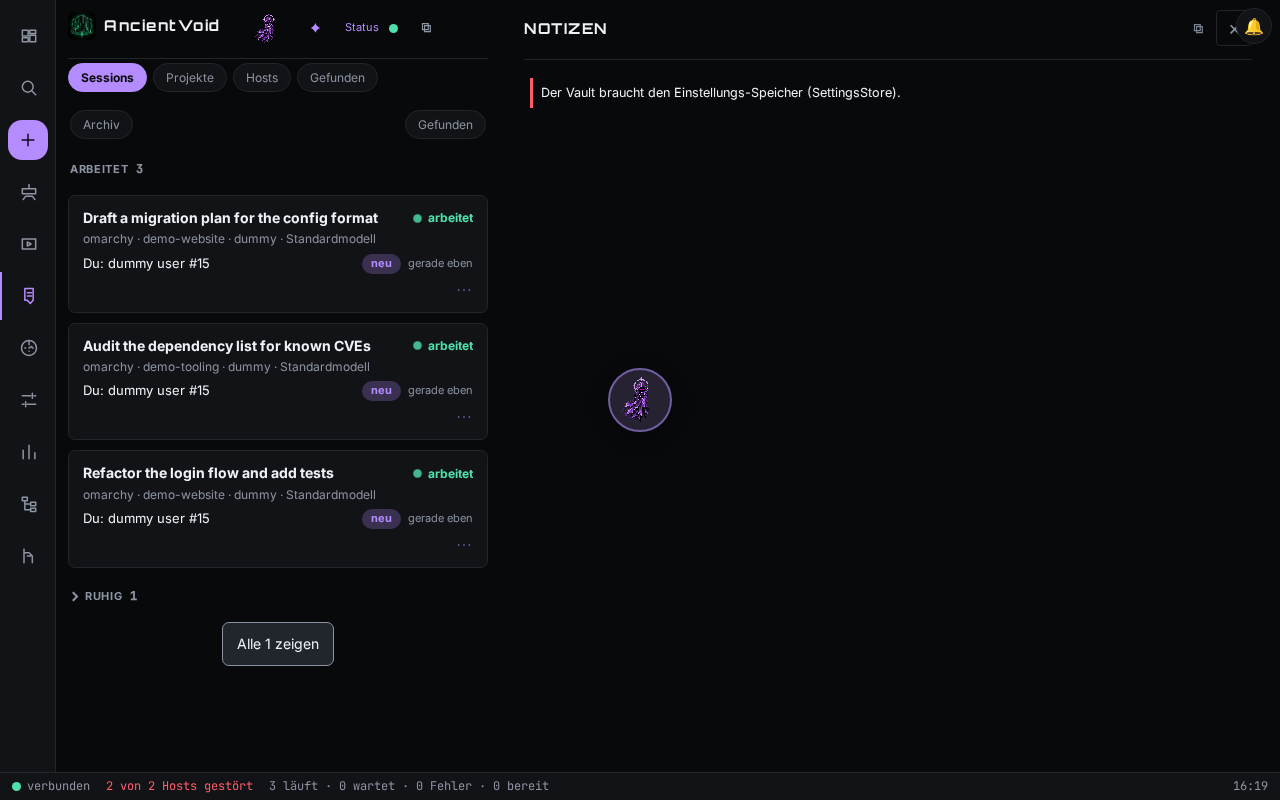 AncientVoid
Status
Sessions
Projekte
Hosts
Gefunden
Archiv
Gefunden
ARBEITET 3
Draft a migration plan for the config format
arbeitet
omarchy · demo-website · dummy · Standardmodell
Du: dummy user #15
neu
gerade eben
...
Audit the dependency list for known CVEs
arbeitet
omarchy · demo-tooling · dummy · Standardmodell
Du: dummy user #15
neu
gerade eben
...
Refactor the login flow and add tests
arbeitet
omarchy · demo-website · dummy · Standardmodell
Du: dummy user #15
neu
gerade eben
...
RUHIG 1
Alle 1 zeigen
NOTIZEN
Der Vault braucht den Einstellungs-Speicher (SettingsStore).
verbunden
2 von 2 Hosts gestört
3 läuft · 0 wartet · 0 Fehler · 0 bereit
16:19